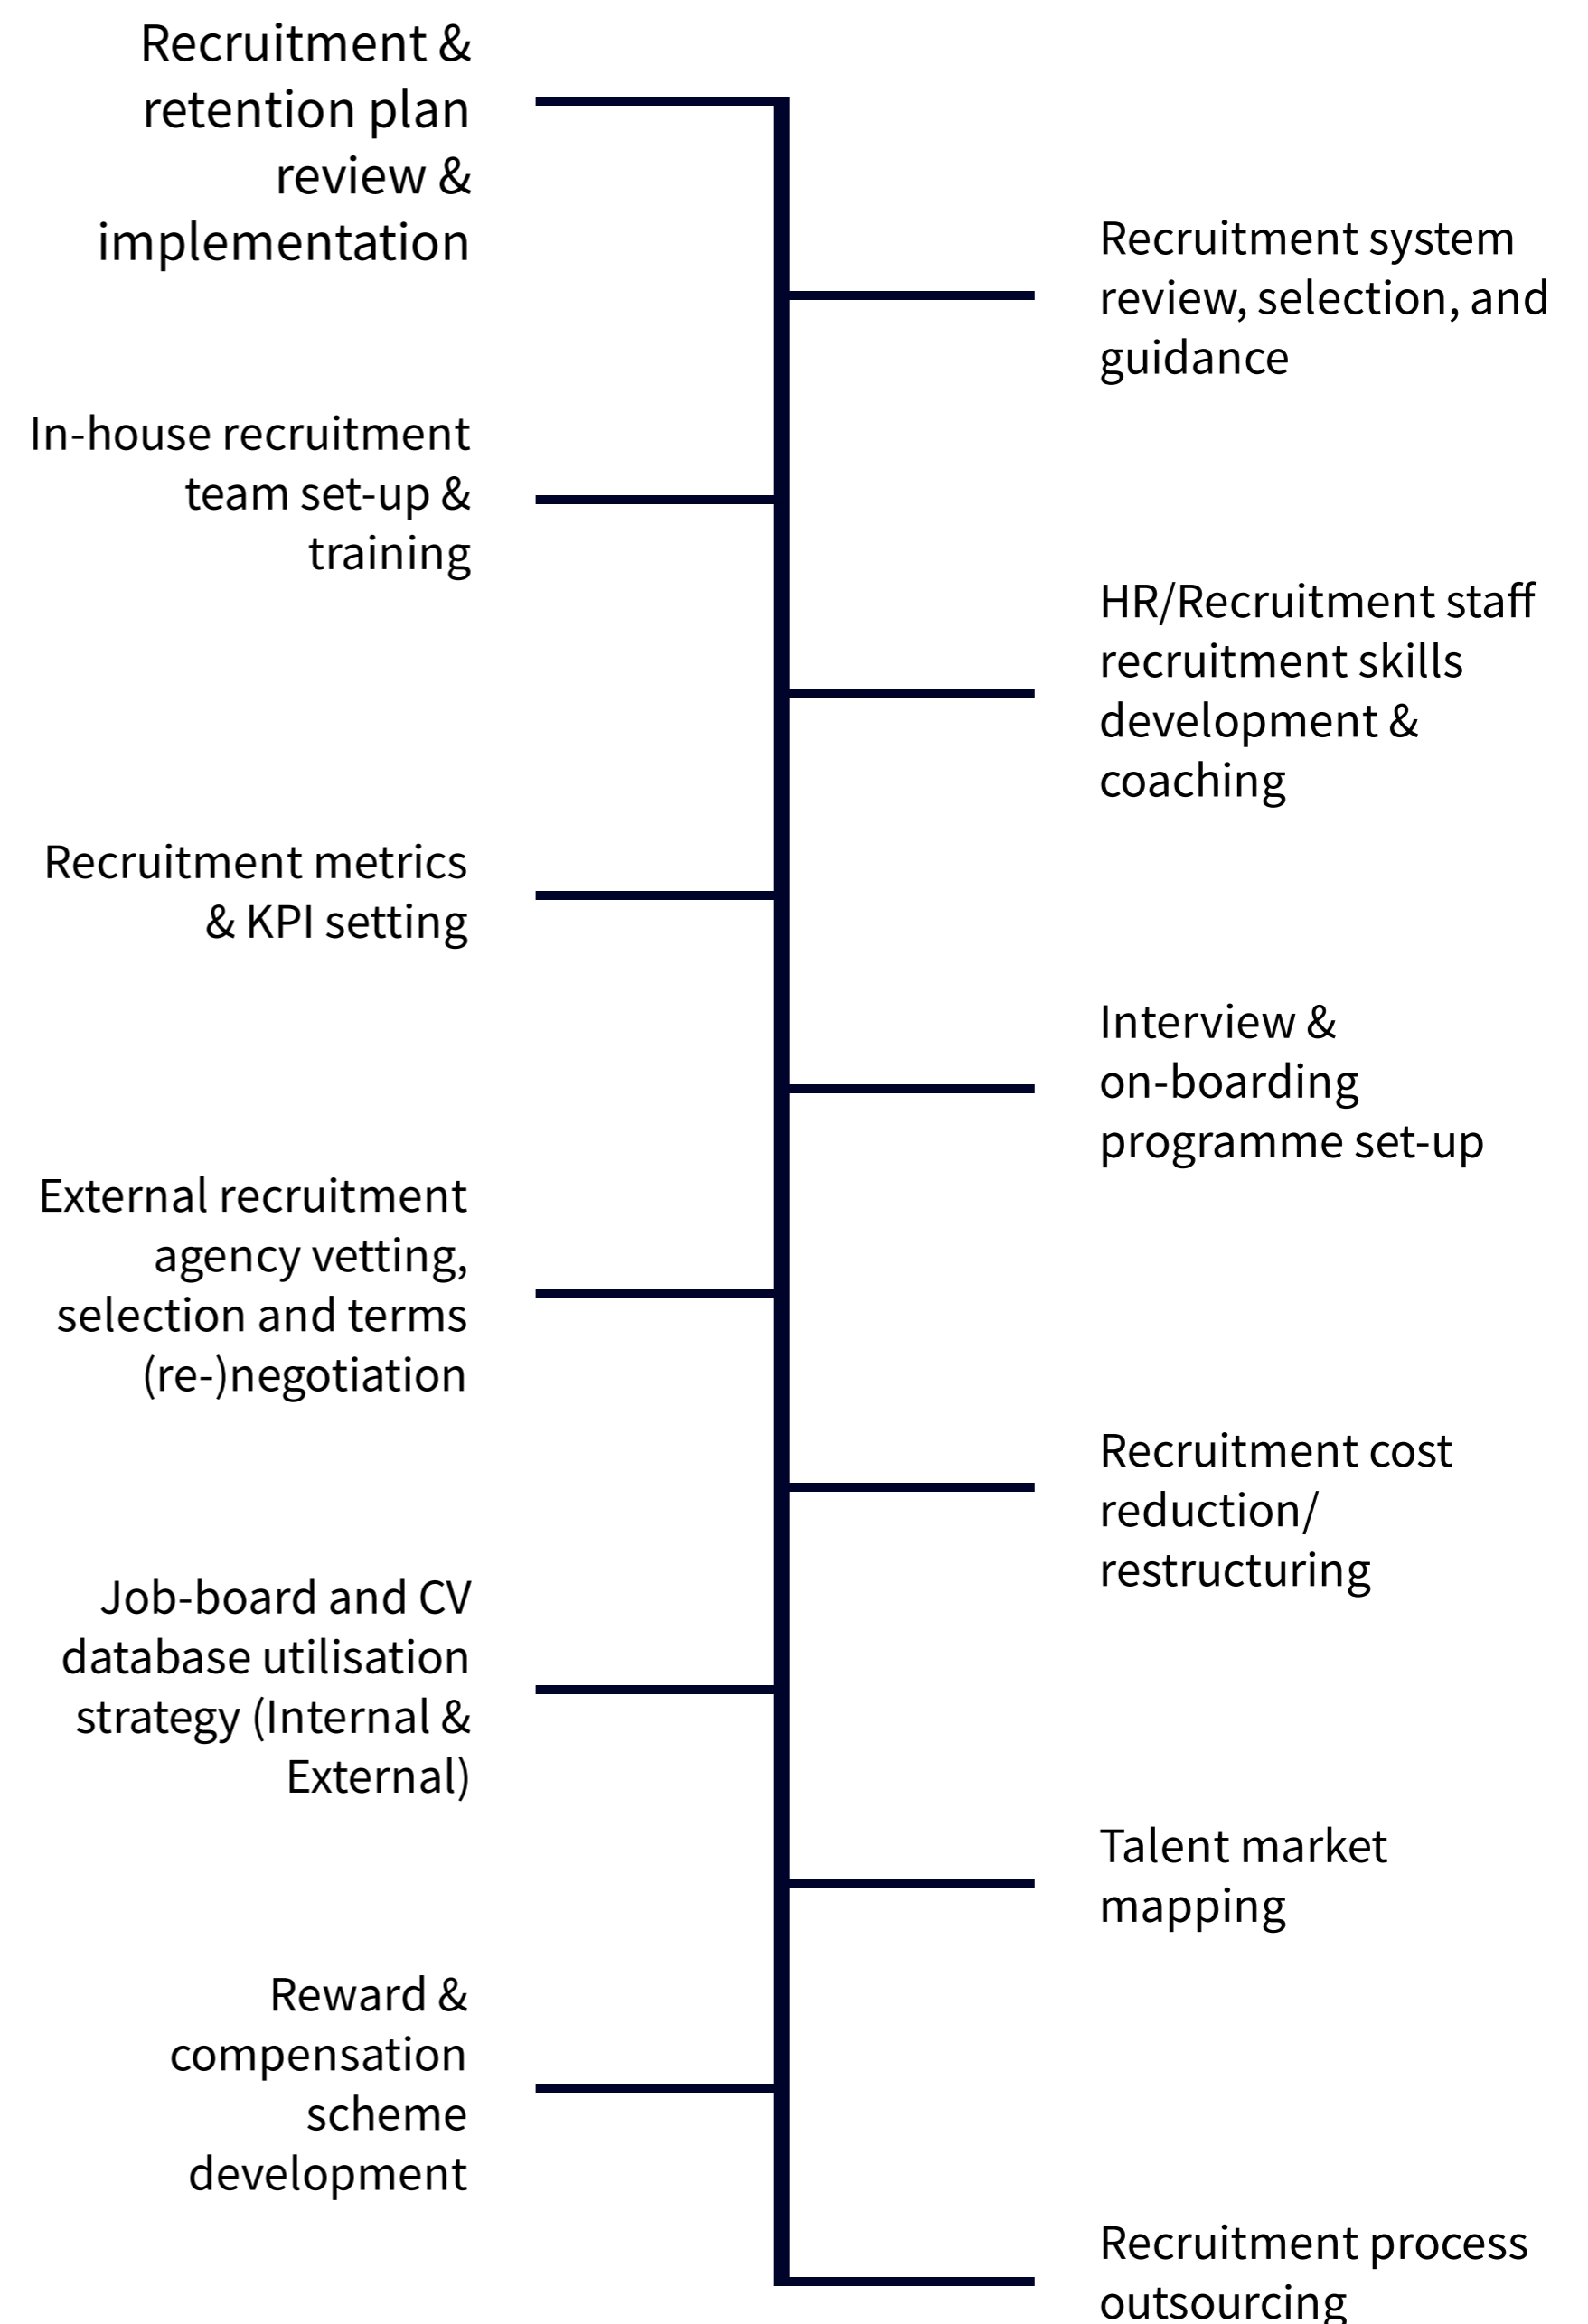 Recruitment &
retention plan
review &
implementation
Recruitment system
review, selection, and
guidance
In-house recruitment
team set-up &
training
HR/Recruitment staff
recruitment skills
development &
coaching
Recruitment metrics
& KPI setting
Interview &
on-boarding
programme set-up
External recruitment
agency vetting,
selection and terms
(re-)negotiation
Recruitment cost
reduction/
restructuring
Job-board and CV
database utilisation
strategy (Internal &
External)
Talent market
mapping
Reward &
compensation
scheme
development
Recruitment process
outsourcing